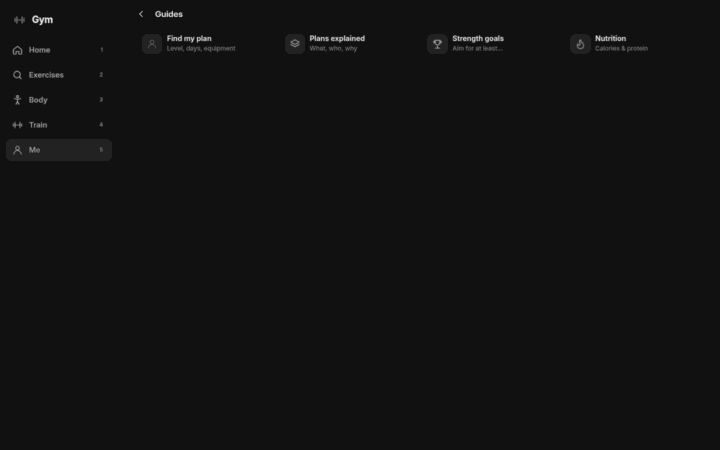 Gym
Home 1
Exercises 2
Body 3
Train 4
Me 5
Guides
Find my plan
Level, days, equipment
Plans explained
What, who, why
Strength goals
Aim for at least...
Nutrition
Calories & protein